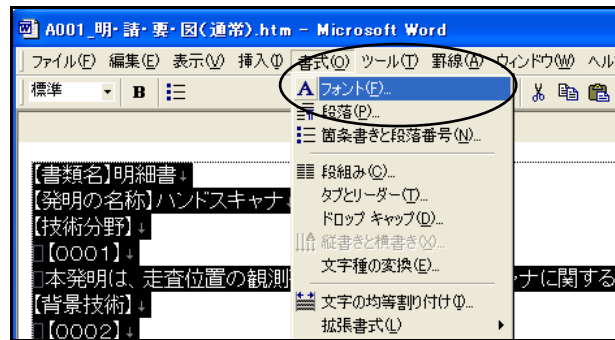 A001_明・請・要・図(通常).htm - Microsoft Word
ファイル(F) 編集(E) 表示(V) 挿入(I) 書式(O) ツール(T) 罫線(A) ウィンドウ(W) ヘル
標準 B
フォント(F)...
段落(P)...
箇条書きと段落番号(N)...
段組み(C)...
タブとリーダー(T)...
ドロップ キャップ(D)...
縦書きと横書き(X)...
文字種の変換(E)...
文字の均等割り付け(I)...
拡張書式(L)
【書類名】明細書↓
【発明の名称】ハンドスキャナ↓
【技術分野】↓
【0001】↓
本発明は、走査位置の観測 ャナに関する
【背景技術】↓
【0002】↓